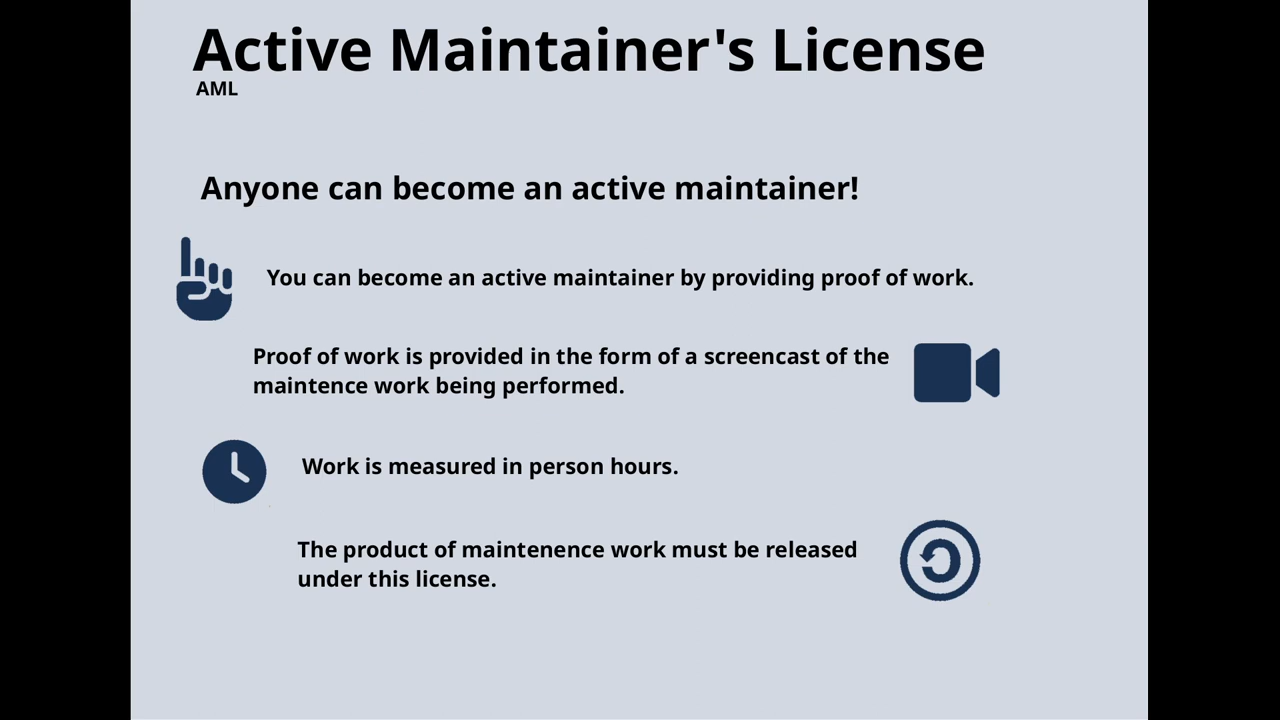 Active Maintainer's License
AML
Anyone can become an active maintainer!
You can become an active maintainer by providing proof of work.
Proof of work is provided in the form of a screencast of the
maintence work being performed.
Work is measured in person hours.
The product of maintenence work must be released
under this license.